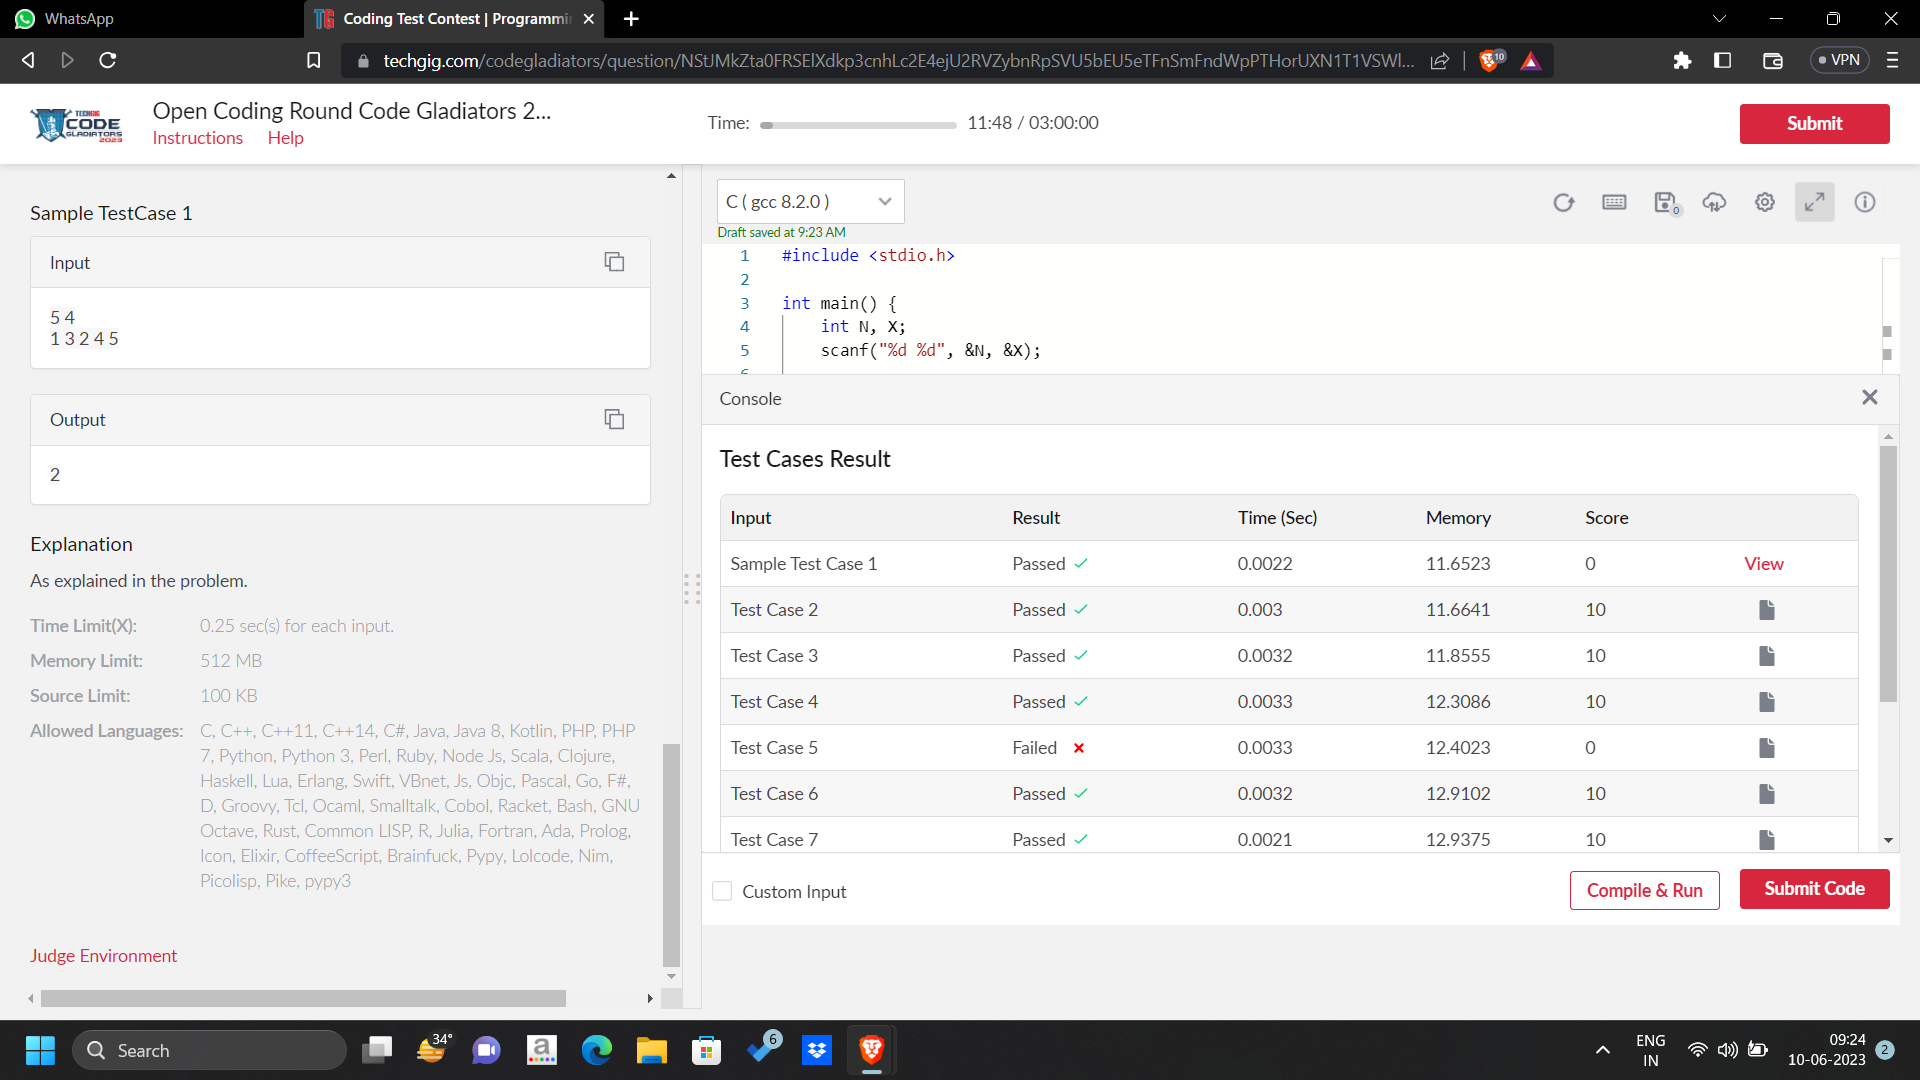 WhatsApp
Coding Test Contest | Programmi
techgig.com/codegladiators/question/NStJMkZta0FRSElXdkp3cnhLc2E4ejU2RVZybnRpSVU5bEU5eTFnSmFndWpPTHorUXN1T1VSWl...
10
VPN
TECHGIG
CODE
GLADIATORS
2023
Open Coding Round Code Gladiators 2...
Instructions Help
Time: 11:48 / 03:00:00
Submit
Sample TestCase 1
Input
5 4
1 3 2 4 5
Output
2
Explanation
As explained in the problem.
Time Limit(X): 0.25 sec(s) for each input.
Memory Limit: 512 MB
Source Limit: 100 KB
Allowed Languages: C, C++, C++11, C++14, C#, Java, Java 8, Kotlin, PHP, PHP
7, Python, Python 3, Perl, Ruby, Node Js, Scala, Clojure,
Haskell, Lua, Erlang, Swift, VBnet, Js, Objc, Pascal, Go, F#,
D, Groovy, Tcl, Ocaml, Smalltalk, Cobol, Racket, Bash, GNU
Octave, Rust, Common LISP, R, Julia, Fortran, Ada, Prolog,
Icon, Elixir, CoffeeScript, Brainfuck, Pypy, Lolcode, Nim,
Picolisp, Pike, pypy3
Judge Environment
C ( gcc 8.2.0 )
0
Draft saved at 9:23 AM
1 #include <stdio.h>
2
3 int main() {
4 int N, X;
5 scanf("%d %d", &N, &X);
6
Console
Test Cases Result
Input Result Time (Sec) Memory Score
Sample Test Case 1 Passed 0.0022 11.6523 0 View
Test Case 2 Passed 0.003 11.6641 10
Test Case 3 Passed 0.0032 11.8555 10
Test Case 4 Passed 0.0033 12.3086 10
Test Case 5 Failed 0.0033 12.4023 0
Test Case 6 Passed 0.0032 12.9102 10
Test Case 7 Passed 0.0021 12.9375 10
Custom Input
Compile & Run
Submit Code
Search
34°
a
6
ENG
IN
09:24
10-06-2023
2